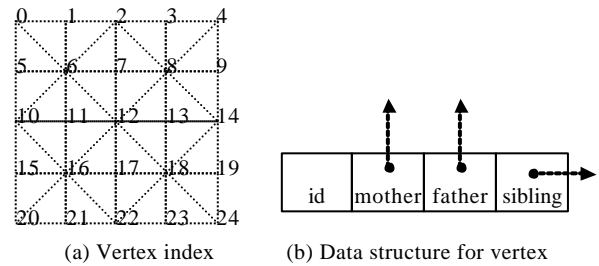 0 1 2 3 4
5 6 7 8 9
10 11 12 13 14
15 16 17 18 19
20 21 22 23 24
id mother father sibling
(a) Vertex index (b) Data structure for vertex